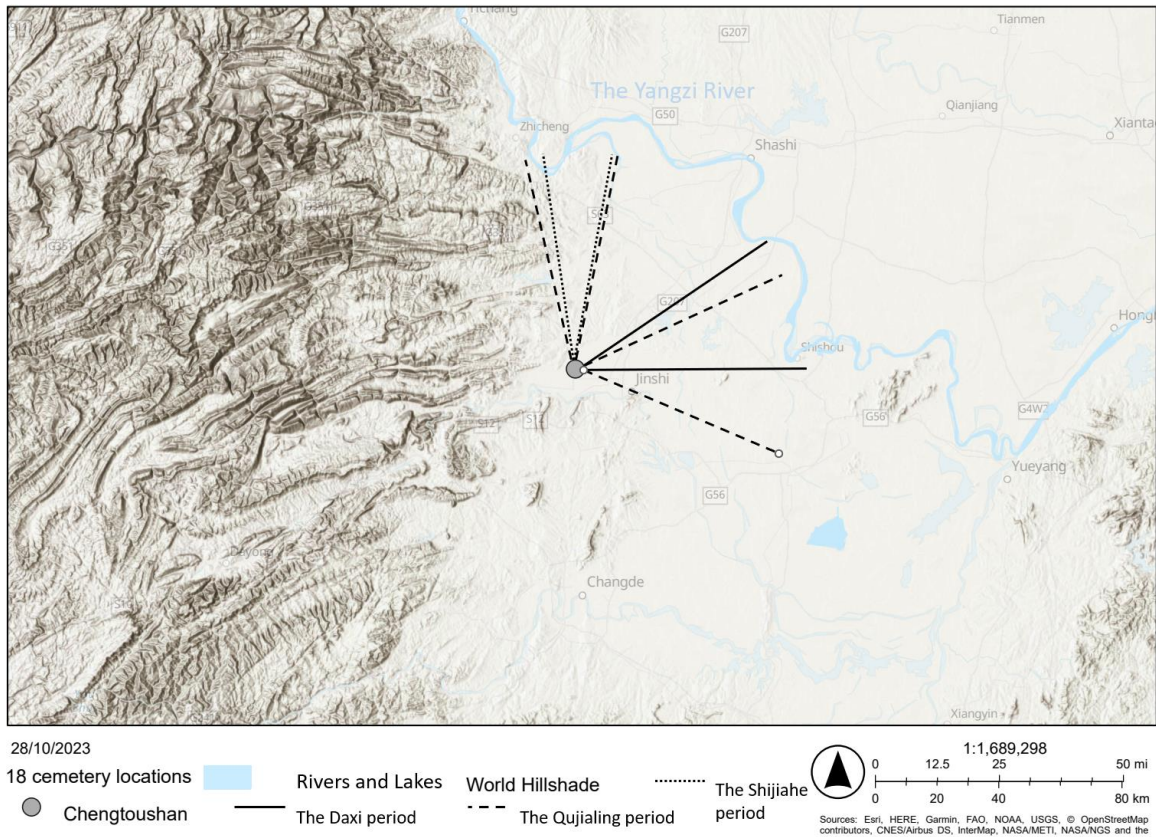 G207
Tianmen
The Yangzi River
Qianjiang
Zhicheng
G50
Xiantao
Shashi
G35
G207
Shishou
Jinshi
G56
G4W2
S12
S12
Yueyang
G56
Deyong
Changde
Xiangyin
28/10/2023
1:1,689,298
18 cemetery locations
Rivers and Lakes
World Hillshade
The Shijiahe
period
0 12.5 25 50 mi
0 20 40 80 km
Chengtoushan
The Daxi period
The Qujialing period
Sources: Esri, HERE, Garmin, FAO, NOAA, USGS, © OpenStreetMap
contributors, CNES/Airbus DS, InterMap, NASA/METI, NASA/NGS and the